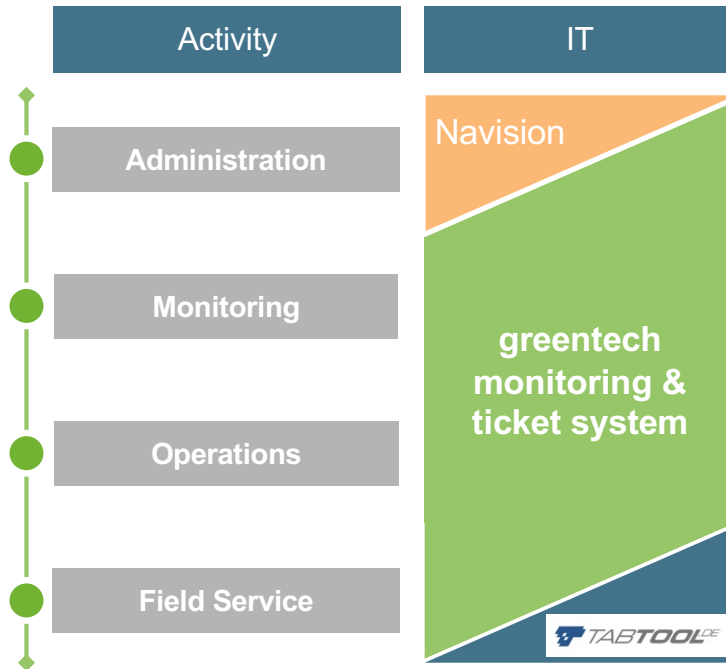 Activity
IT
Administration
Navision
Monitoring
greentech
monitoring &
ticket system
Operations
Field Service
TABTOOL.DE